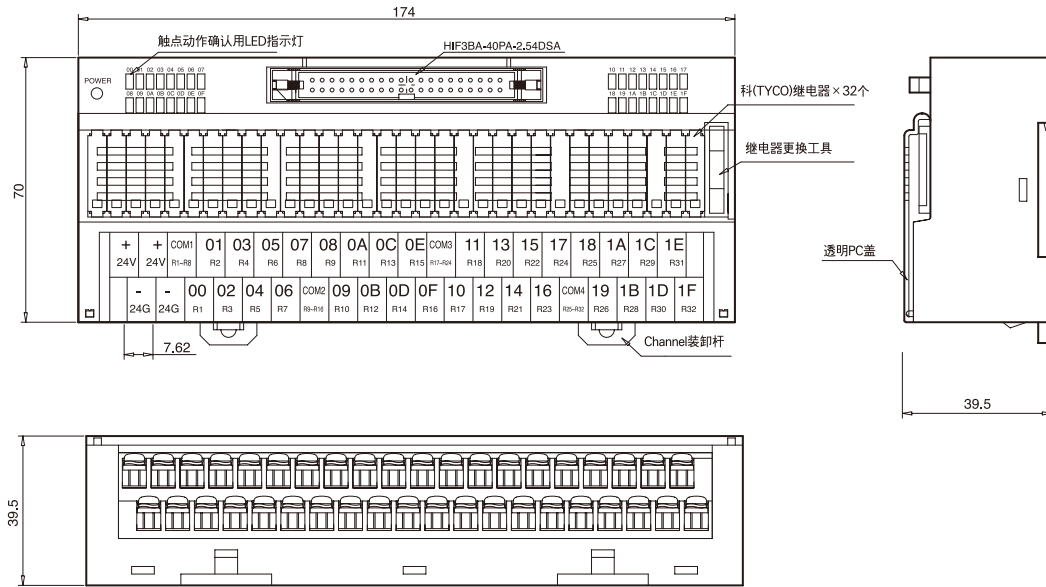 174
触点动作确认用LED指示灯
HIF3BA-40PA-2.54DSA
POWER
00 01 02 03 04 05 06 07
08 09 0A 0B 0C 0D 0E 0F
10 11 12 13 14 15 16 17
18 19 1A 1B 1C 1D 1E 1F
科(TYCO)继电器×32个
继电器更换工具
70
+ + COM1 01 03 05 07 08 0A 0C 0E COM3 11 13 15 17 18 1A 1C 1E
24V 24V R1-R8 R2 R4 R6 R8 R9 R11 R13 R15 R17-R24 R18 R20 R22 R24 R25 R27 R29 R31
- - 00 02 04 06 COM2 09 0B 0D 0F 10 12 14 16 COM4 19 1B 1D 1F
24G 24G R1 R3 R5 R7 R9-R16 R10 R12 R14 R16 R17 R19 R21 R23 R25-R32 R26 R28 R30 R32
透明PC盖
7.62
Channel装卸杆
39.5
39.5